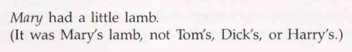 Mary had a little lamb.
(It was Mary's lamb, not Tom's, Dick's, or Harry's.)